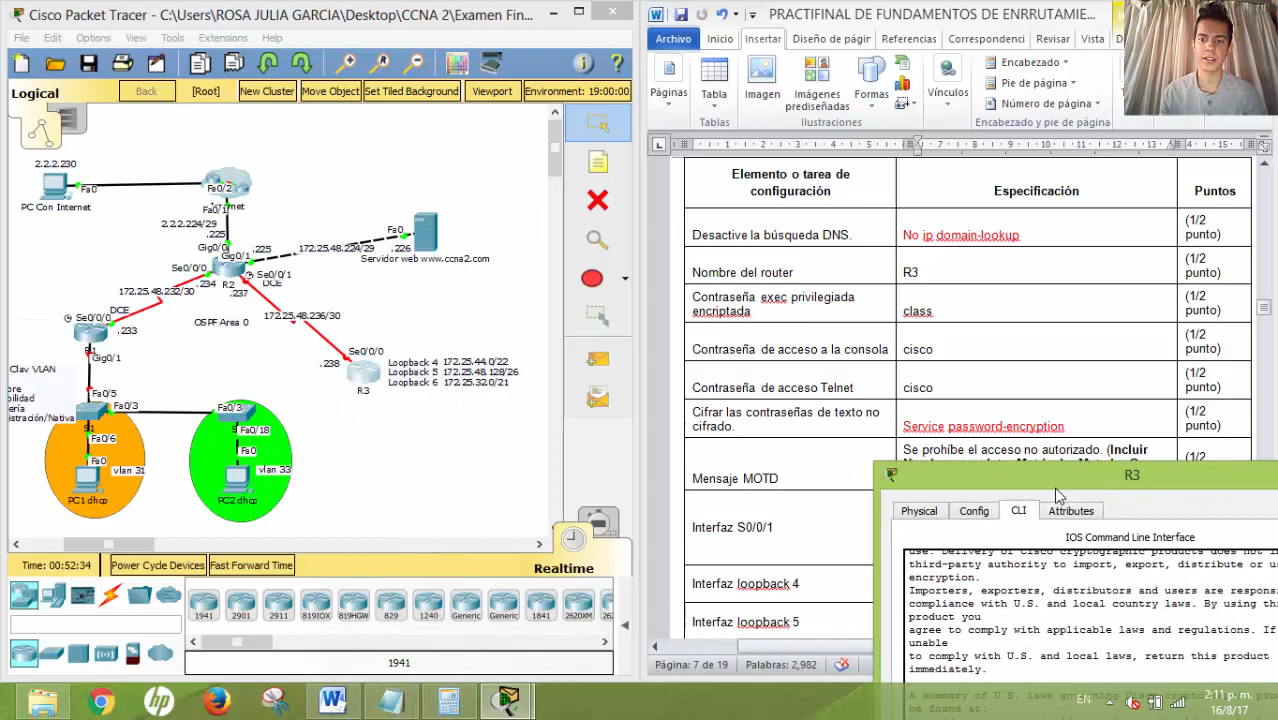 Cisco Packet Tracer - C:\Users\ROSA JULIA GARCIA\Desktop\CCNA 2\Examen Fin...
File Edit Options View Tools Extensions Help
Logical
Back
[Root]
New Cluster
Move Object
Set Tiled Background
Viewport
Environment: 19:00:00
2.2.2.230
Fa0
PC Con Internet
Fa0/2
Fa0/1
2.2.2.224/29
.225
Gig0/0
Gig0/1
.225
172.25.48.224/29
Fa0
.226
Servidor web www.ccna2.com
Se0/0/0
.234
R2
Se0/0/1
DCE
.237
172.25.48.232/30
DCE
Se0/0/0
.233
OSPF Area 0
172.25.48.236/30
Gig0/1
Se0/0/0
.238
R3
Loopback 4 172.25.44.0/22
Loopback 5 172.25.48.128/26
Loopback 6 172.25.32.0/21
Clav VLAN
Fa0/5
Fa0/3
Fa0/3
Fa0/6
Fa0
vlan 31
PC1 dhcp
Fa0/18
Fa0
vlan 33
PC2 dhcp
Time: 00:52:34
Power Cycle Devices
Fast Forward Time
Realtime
1941
2901
2911
819IOX
819HGW
829
1240
Generic
Generic
1841
2620XM
1941
PRACTIFINAL DE FUNDAMENTOS DE ENRRUTAMIE...
Archivo Inicio Insertar Diseño de págir Referencias Correspondenci Revisar Vista
Páginas
Tabla
Imagen
Imágenes prediseñadas
Formas
Vínculos
Encabezado
Pie de página
Número de página
Tablas
Ilustraciones
Encabezado y pie de página
Elemento o tarea de configuración
Especificación
Puntos
Desactive la búsqueda DNS.
No ip domain-lookup
(1/2 punto)
Nombre del router
R3
(1/2 punto)
Contraseña exec privilegiada encriptada
class
(1/2 punto)
Contraseña de acceso a la consola
cisco
(1/2 punto)
Contraseña de acceso Telnet
cisco
(1/2 punto)
Cifrar las contraseñas de texto no cifrado.
Service password-encryption
(1/2 punto)
Mensaje MOTD
Se prohíbe el acceso no autorizado. (Incluir
(1/2
Interfaz S0/0/1
Interfaz loopback 4
Interfaz loopback 5
R3
Physical Config CLI Attributes
IOS Command Line Interface
third-party authority to import, export, distribute or us
encryption.
Importers, exporters, distributors and users are respons
compliance with U.S. and local country laws. By using th
product you
agree to comply with applicable laws and regulations. If
unable
to comply with U.S. and local laws, return this product
immediately.
A summary of U.S. laws governing Cisco
be found at:
Página: 7 de 19
Palabras: 2,982
EN
2:11 p. m.
16/8/17